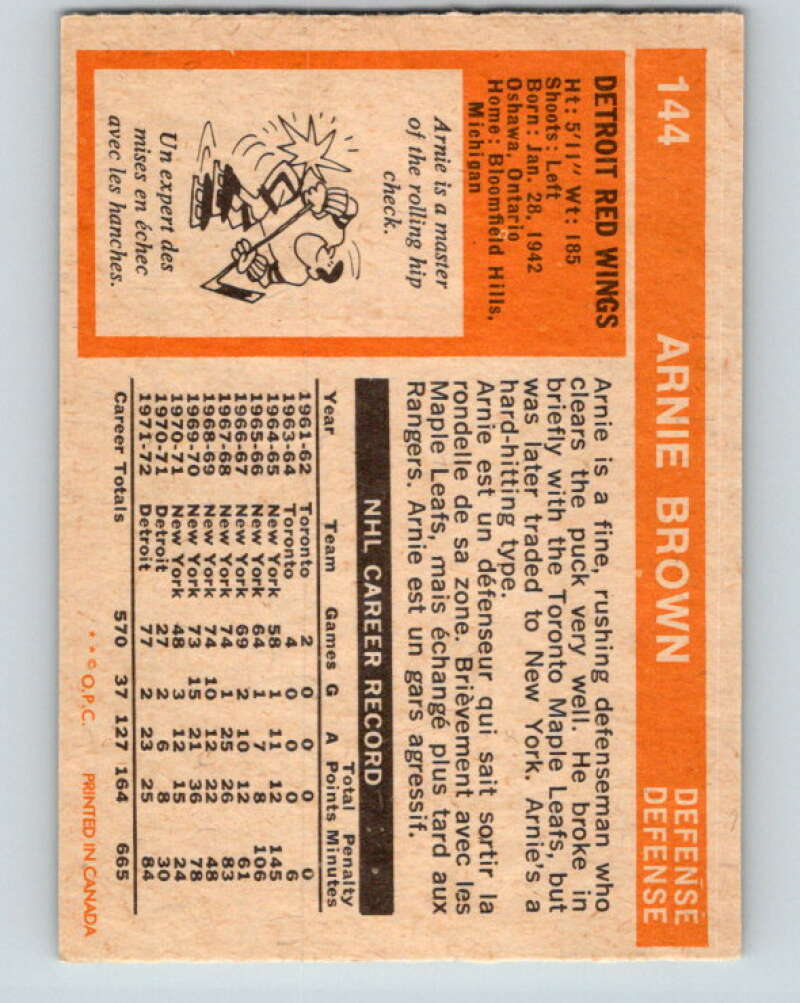 144 ARNIE BROWN DEFENSE
DEFENSE
DETROIT RED WINGS
Ht: 5'11" Wt: 185
Shoots: Left
Born: Jan. 28, 1942
Oshawa, Ontario
Home: Bloomfield Hills,
Michigan
Arnie is a master
of the rolling hip
check.
Un expert des
mises en échec
avec les hanches.
Arnie is a fine, rushing defenseman who
clears the puck very well. He broke in
briefly with the Toronto Maple Leafs, but
was later traded to New York. Arnie's a
hard-hitting type.
Arnie est un défenseur qui sait sortir la
rondelle de sa zone. Brièvement avec les
Maple Leafs, mais échangé plus tard aux
Rangers. Arnie est un gars agressif.
NHL CAREER RECORD
Total Penalty
Year Team Games G A Points Minutes
1961-62 Toronto 2 0 0 0 0
1963-64 Toronto 4 0 0 0 6
1964-65 New York 58 1 11 12 145
1965-66 New York 64 1 7 8 106
1966-67 New York 69 2 10 12 61
1967-68 New York 74 1 25 26 83
1968-69 New York 74 10 12 22 48
1969-70 New York 73 15 21 36 78
1970-71 New York 48 3 12 15 24
1970-71 Detroit 27 2 6 8 30
1971-72 Detroit 77 2 23 25 84
Career Totals 570 37 127 164 665
* * © O.P.C. PRINTED IN CANADA